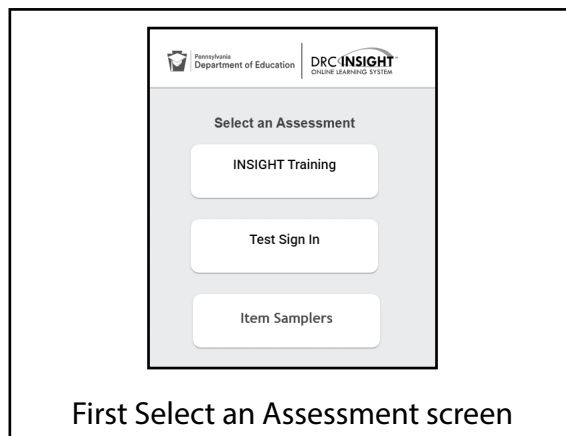 Pennsylvania
Department of Education
DRC INSIGHT™
ONLINE LEARNING SYSTEM
Select an Assessment
INSIGHT Training
Test Sign In
Item Samplers
First Select an Assessment screen